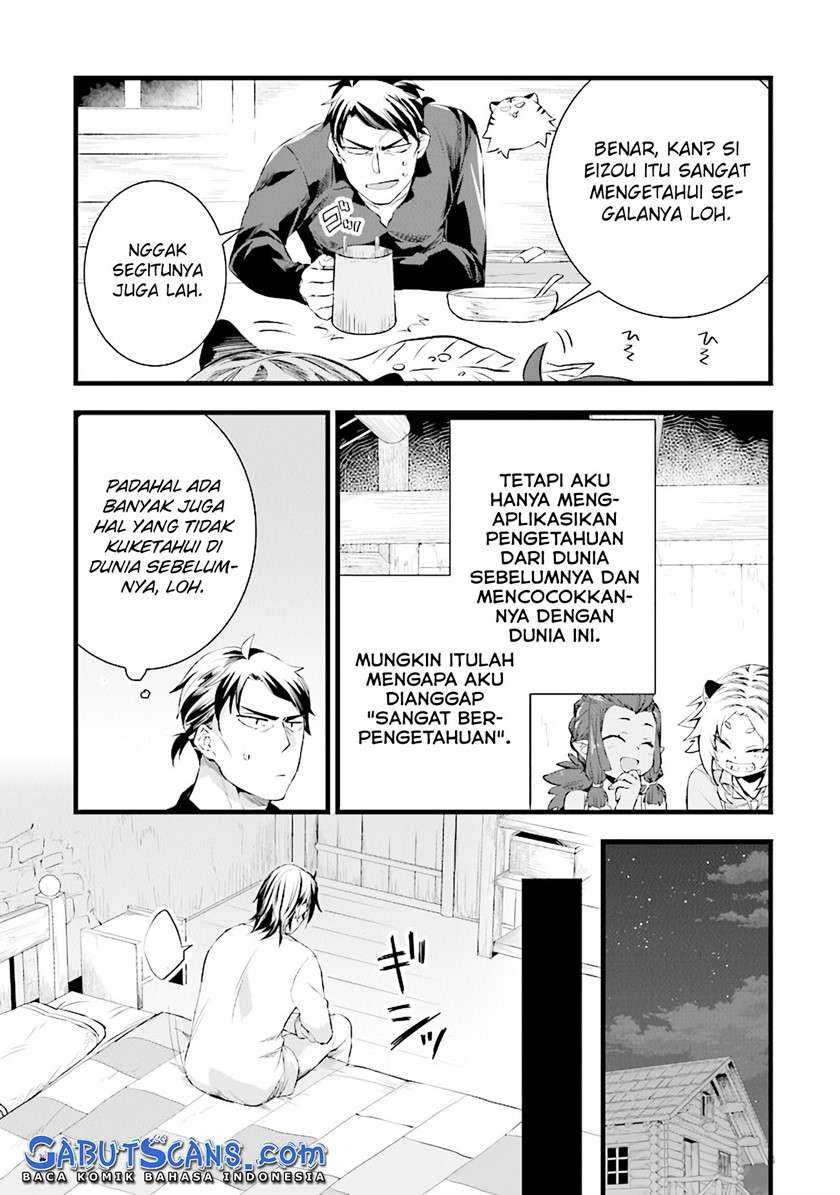 BENAR, KAN? SI
EIZOU ITU SANGAT
MENGETAHUI SE-
GALANYA LOH.
NGGAK
SEGITUNYA
JUGA LAH.
TETAPI AKU
HANYA MENG-
APLIKASIKAN
PENGETAHUAN
DARI DUNIA
SEBELUMNYA DAN
MENCOCOKKAN-
NYA DENGAN
DUNIA INI.
MUNGKIN ITULAH
MENGAPA AKU
DIANGGAP
"SANGAT BER-
PENGETAHUAN".
PADAHAL ADA
BANYAK JUGA
HAL YANG TIDAK
KUKETAHUI DI
DUNIA SEBELUM-
NYA, LOH.
ギギッ
GABUTSCANS.COM
BACA KOMIK BAHASA INDONESIA